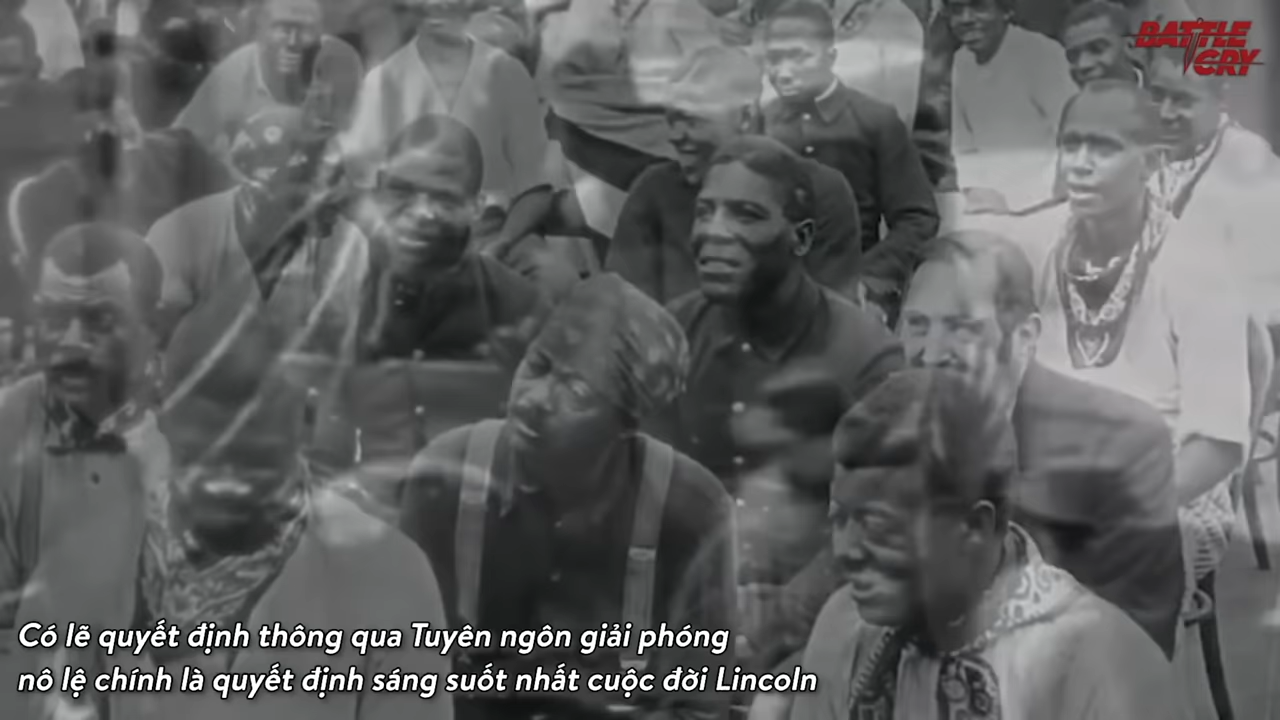 BATTLE
CRY
Có lẽ quyết định thông qua Tuyên ngôn giải phóng
nô lệ chính là quyết định sáng suốt nhất cuộc đời Lincoln